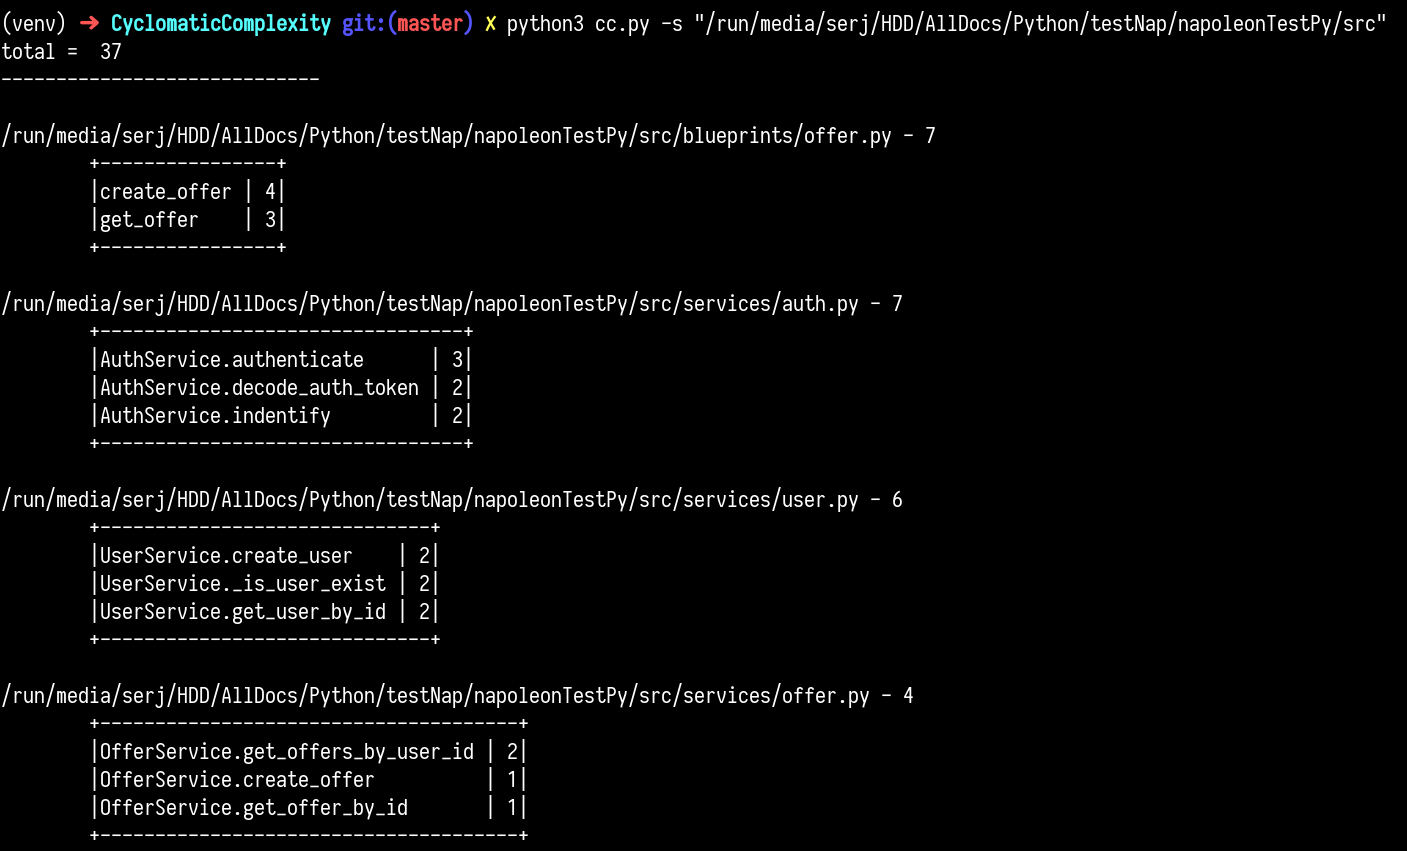 (venv) ➜ CyclomaticComplexity git:(master) ✗ python3 cc.py -s "/run/media/serj/HDD/AllDocs/Python/testNap/napoleonTestPy/src"
total =  37
-----------------------------
/run/media/serj/HDD/AllDocs/Python/testNap/napoleonTestPy/src/blueprints/offer.py - 7
+----------------+
|create_offer | 4|
|get_offer    | 3|
+----------------+
/run/media/serj/HDD/AllDocs/Python/testNap/napoleonTestPy/src/services/auth.py - 7
+---------------------------------+
|AuthService.authenticate      | 3|
|AuthService.decode_auth_token | 2|
|AuthService.indentify         | 2|
+---------------------------------+
/run/media/serj/HDD/AllDocs/Python/testNap/napoleonTestPy/src/services/user.py - 6
+------------------------------+
|UserService.create_user    | 2|
|UserService._is_user_exist | 2|
|UserService.get_user_by_id | 2|
+------------------------------+
/run/media/serj/HDD/AllDocs/Python/testNap/napoleonTestPy/src/services/offer.py - 4
+--------------------------------------+
|OfferService.get_offers_by_user_id | 2|
|OfferService.create_offer          | 1|
|OfferService.get_offer_by_id       | 1|
+--------------------------------------+